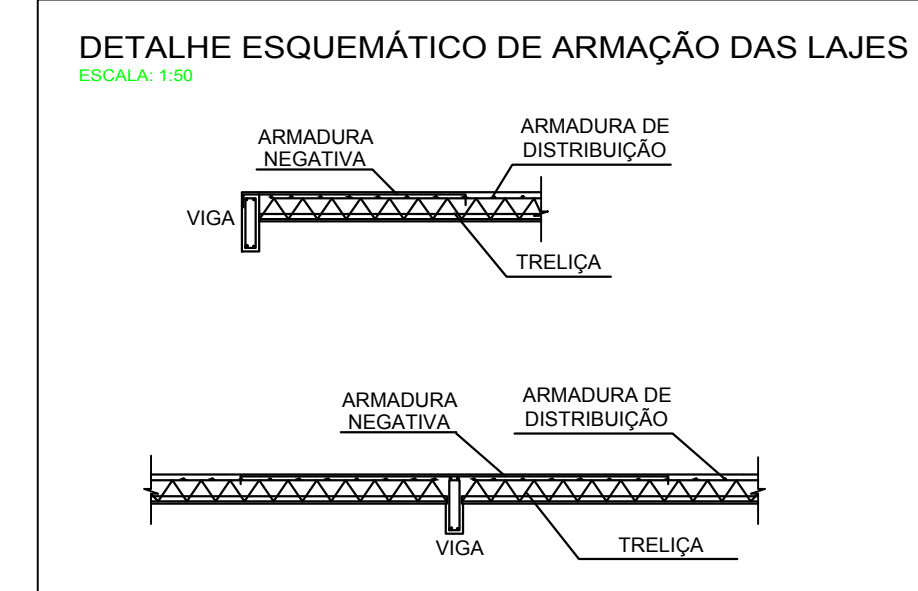 DETALHE ESQUEMÁTICO DE ARMAÇÃO DAS LAJES
ESCALA: 1:50
ARMADURA
NEGATIVA
ARMADURA DE
DISTRIBUIÇÃO
VIGA
TRELIÇA
ARMADURA
NEGATIVA
ARMADURA DE
DISTRIBUIÇÃO
VIGA
TRELIÇA